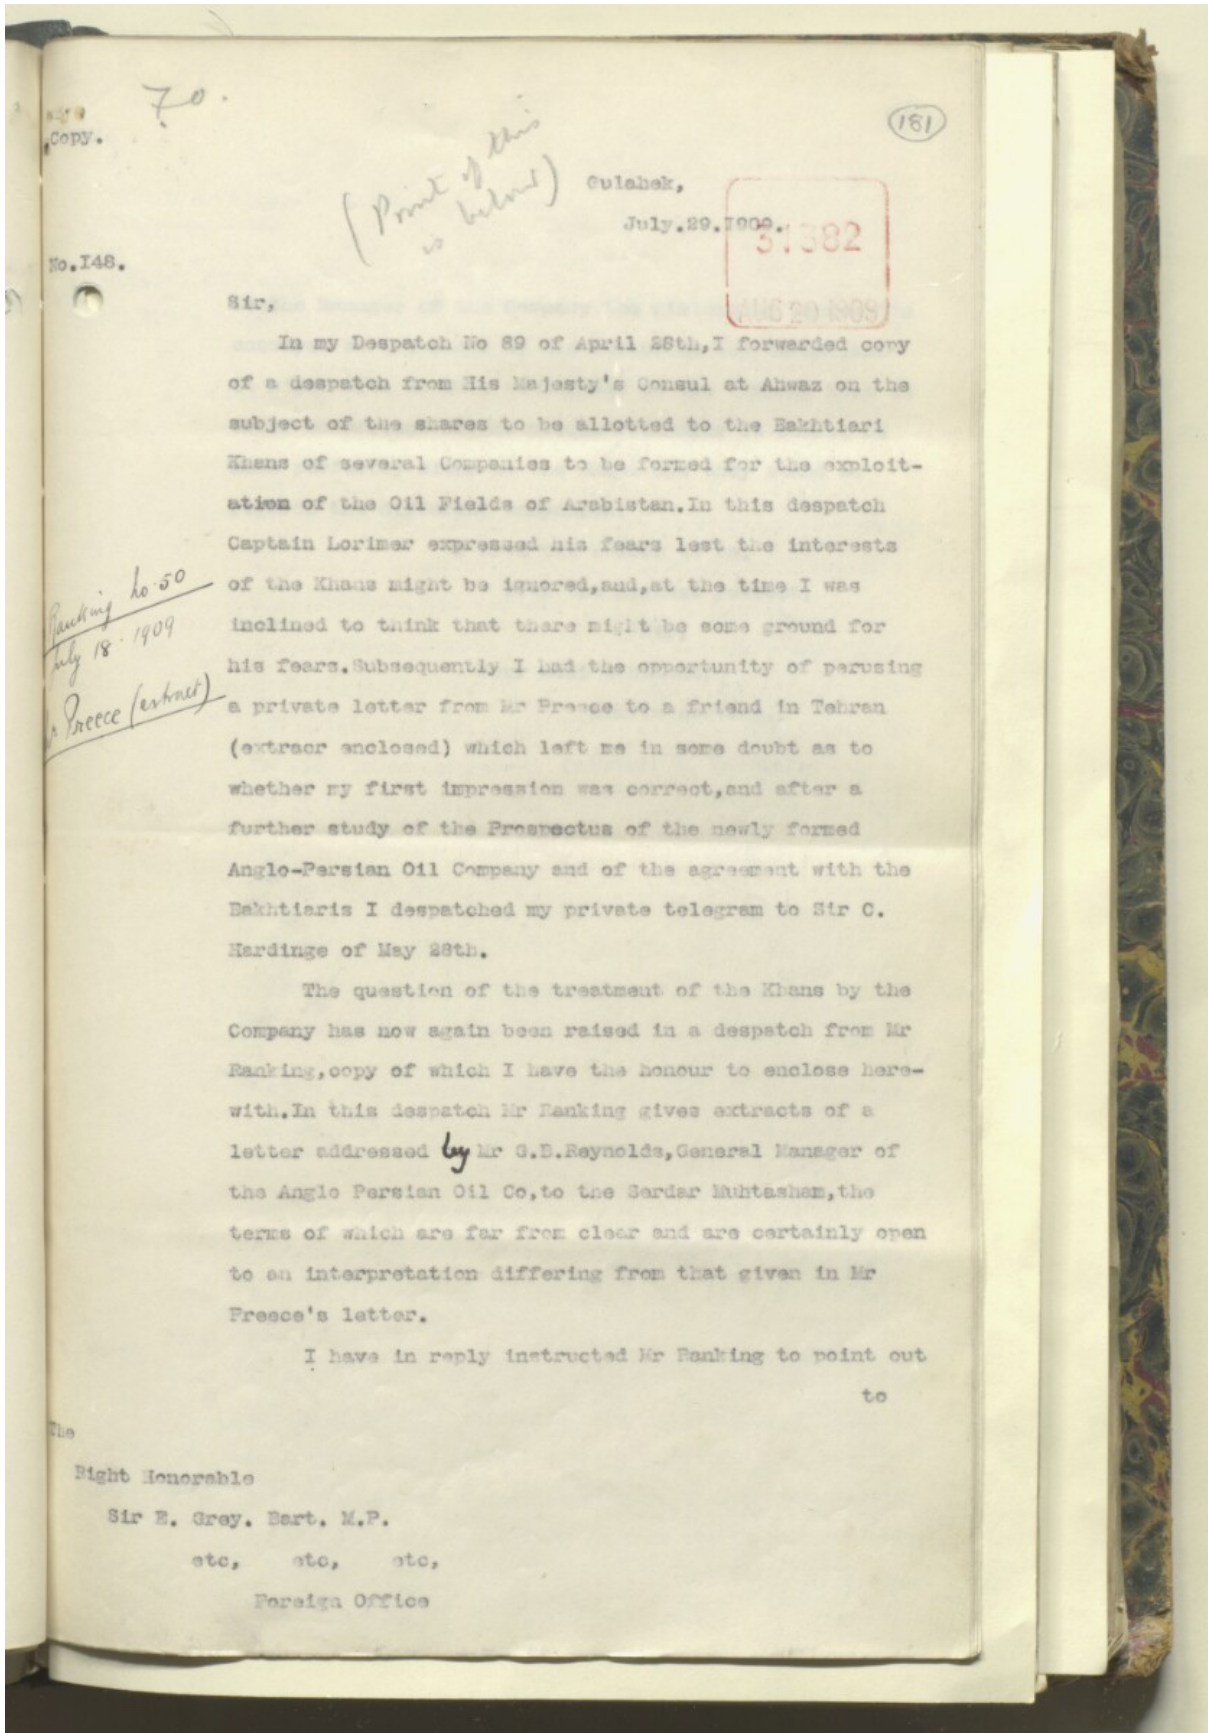 70.
181
Copy.
(Print of this
is below)
Gulahek,
July.29.I909.
31382
AUG 20 1909
No.I48.
Sir,
In my Despatch No 89 of April 28th,I forwarded copy
of a despatch from His Majesty's Consul at Ahwaz on the
subject of the shares to be allotted to the Bakhtiari
Khans of several Companies to be formed for the exploit-
ation of the Oil Fields of Arabistan.In this despatch
Captain Lorimer expressed his fears lest the interests
of the Khans might be ignored,and,at the time I was
inclined to think that thare might be some ground for
his fears.Subsequently I had the opportunity of perusing
a private letter from Mr Preece to a friend in Tehran
(extracr enclosed) which left me in some doubt as to
whether my first impression was correct,and after a
further study of the Prospectus of the newly formed
Anglo-Persian Oil Company and of the agreement with the
Bakhtiaris I despatched my private telegram to Sir C.
Hardinge of May 28th.
The question of the treatment of the Khans by the
Company has now again been raised in a despatch from Mr
Ranking,copy of which I have the honour to enclose here-
with.In this despatch Mr Ranking gives extracts of a
letter addressed by Mr G.B.Reynolds,General Manager of
the Anglo Persian Oil Co,to the Serdar Muhtasham,the
terms of which are far from clear and are certainly open
to an interpretation differing from that given in Mr
Preece's letter.
I have in reply instructed Mr Ranking to point out
to
Ranking No.50
July 18. 1909
Mr Preece (extract)
The
Right Honorable
Sir E. Grey. Bart. M.P.
etc, etc, etc,
Foreign Office